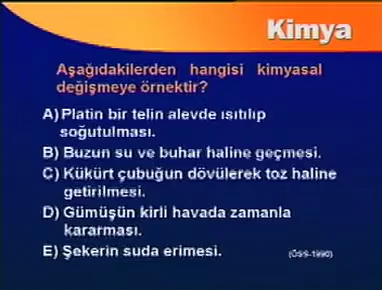 Kimya
Aşağıdakilerden hangisi kimyasal
değişmeye örnektir?
A) Platin bir telin alevde ısıtılıp
soğutulması.
B) Buzun su ve buhar haline geçmesi.
C) Kükürt çubuğun dövülerek toz haline
getirilmesi.
D) Gümüşün kirli havada zamanla
kararması.
E) Şekerin suda erimesi.
(ÖSS-1990)